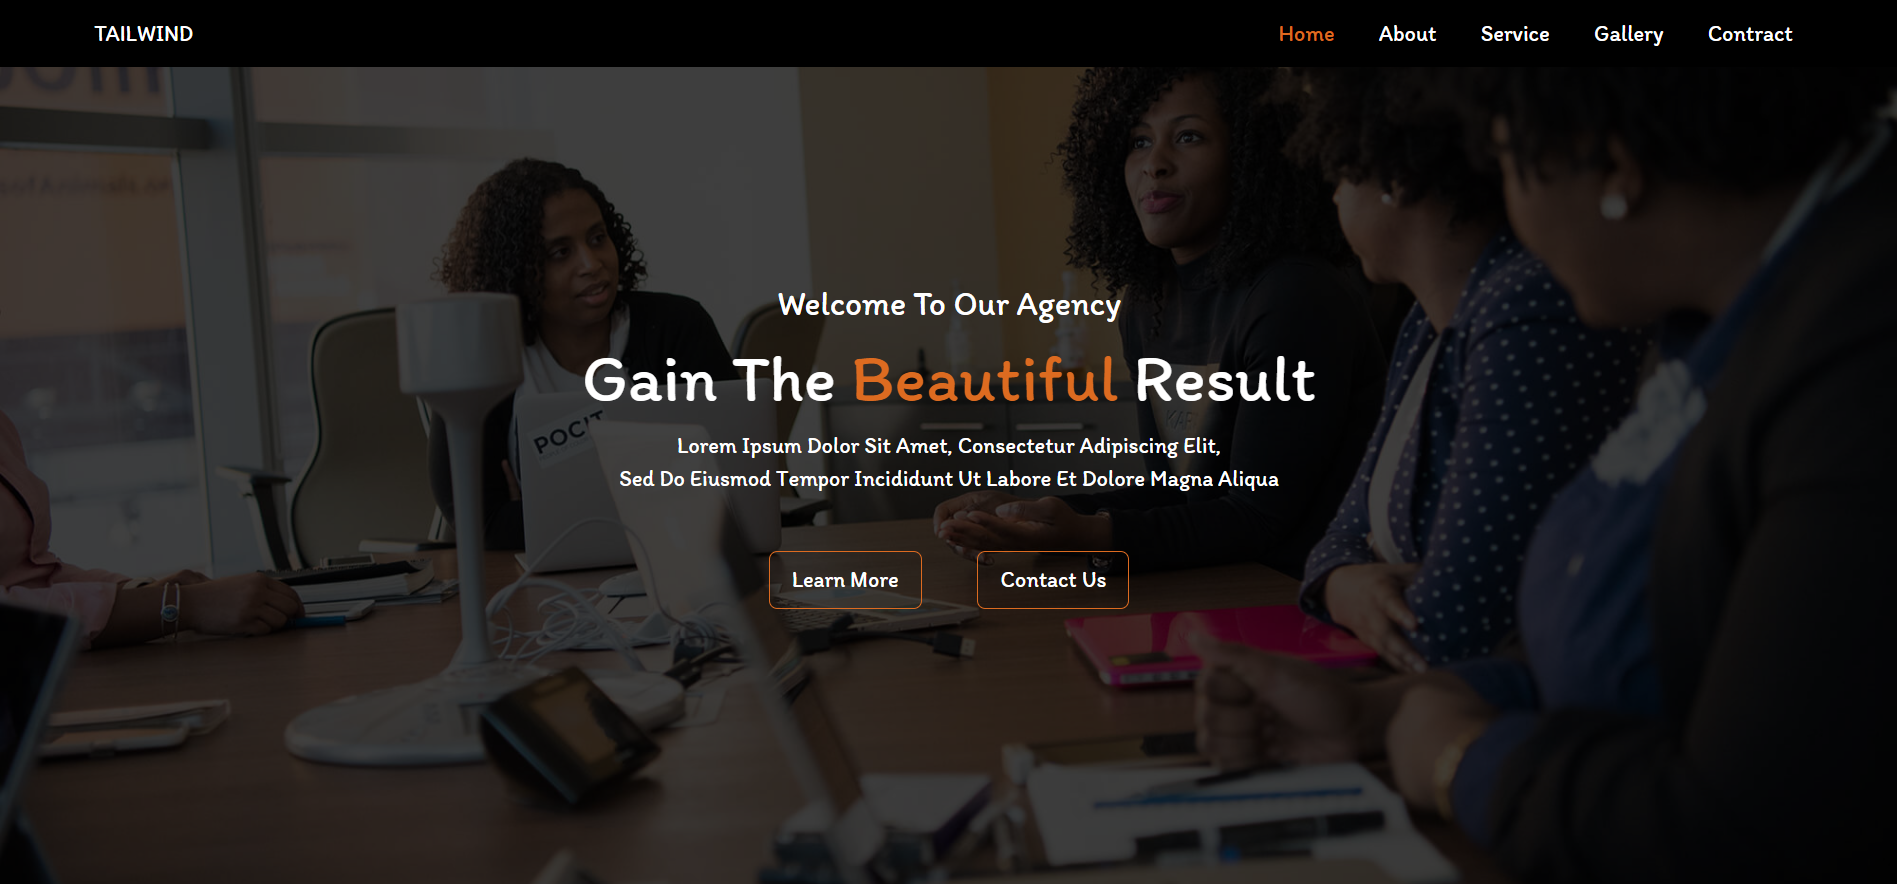 TAILWIND
Home About Service Gallery Contract
Welcome To Our Agency
Gain The Beautiful Result
POCIT
Lorem Ipsum Dolor Sit Amet, Consectetur Adipiscing Elit,
Sed Do Eiusmod Tempor Incididunt Ut Labore Et Dolore Magna Aliqua
Learn More Contact Us